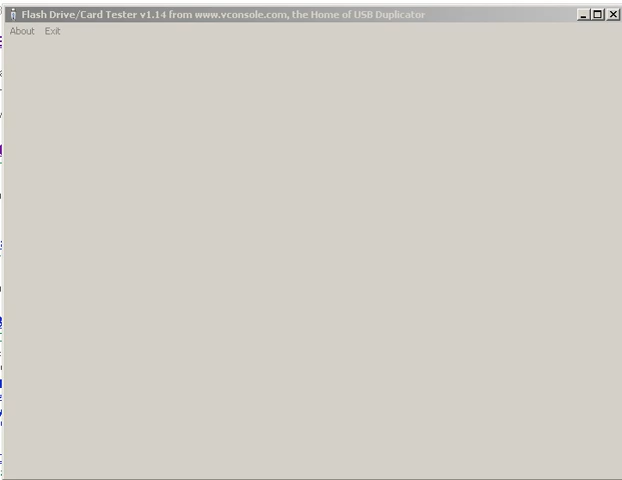 Flash Drive/Card Tester v1.14 from www.vconsole.com, the Home of USB Duplicator
About Exit